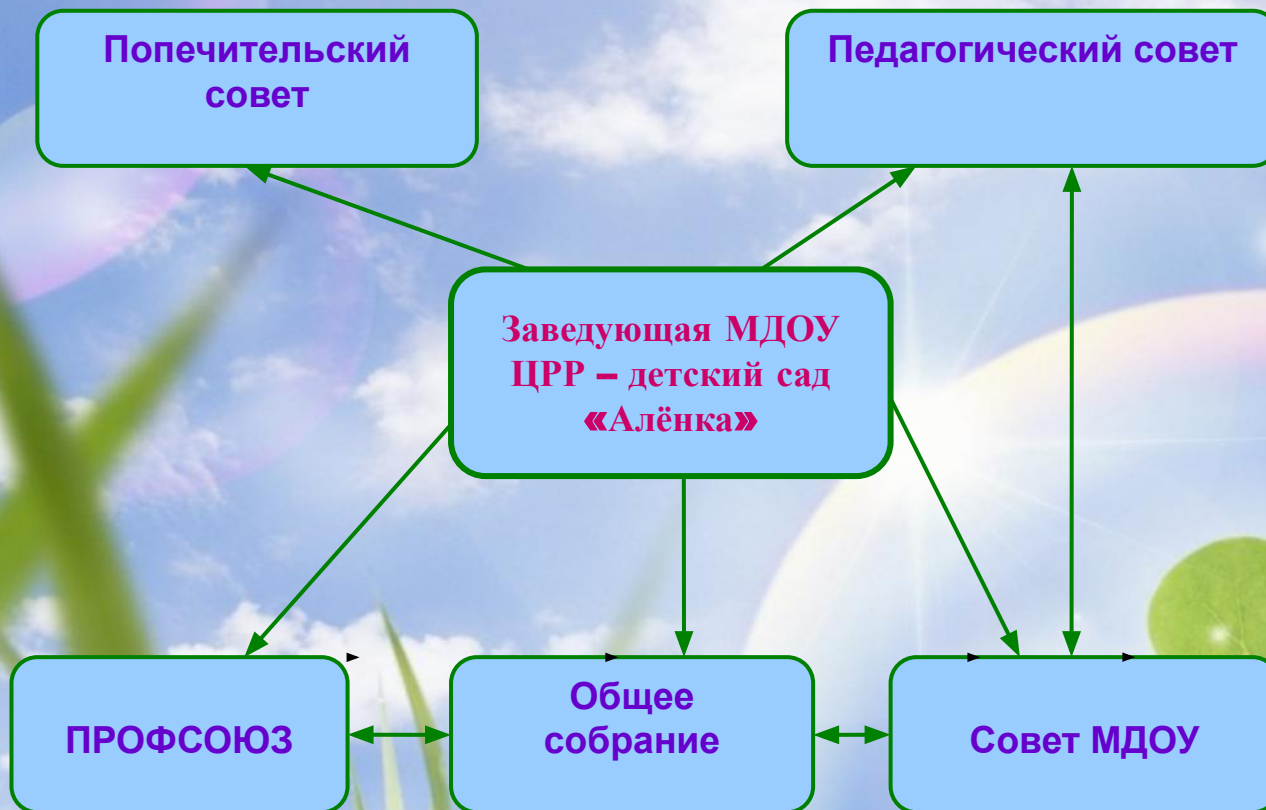 Попечительский
совет
Педагогический совет
Заведующая МДОУ
ЦРР – детский сад
«Алёнка»
ПРОФСОЮЗ
Общее
собрание
Совет МДОУ